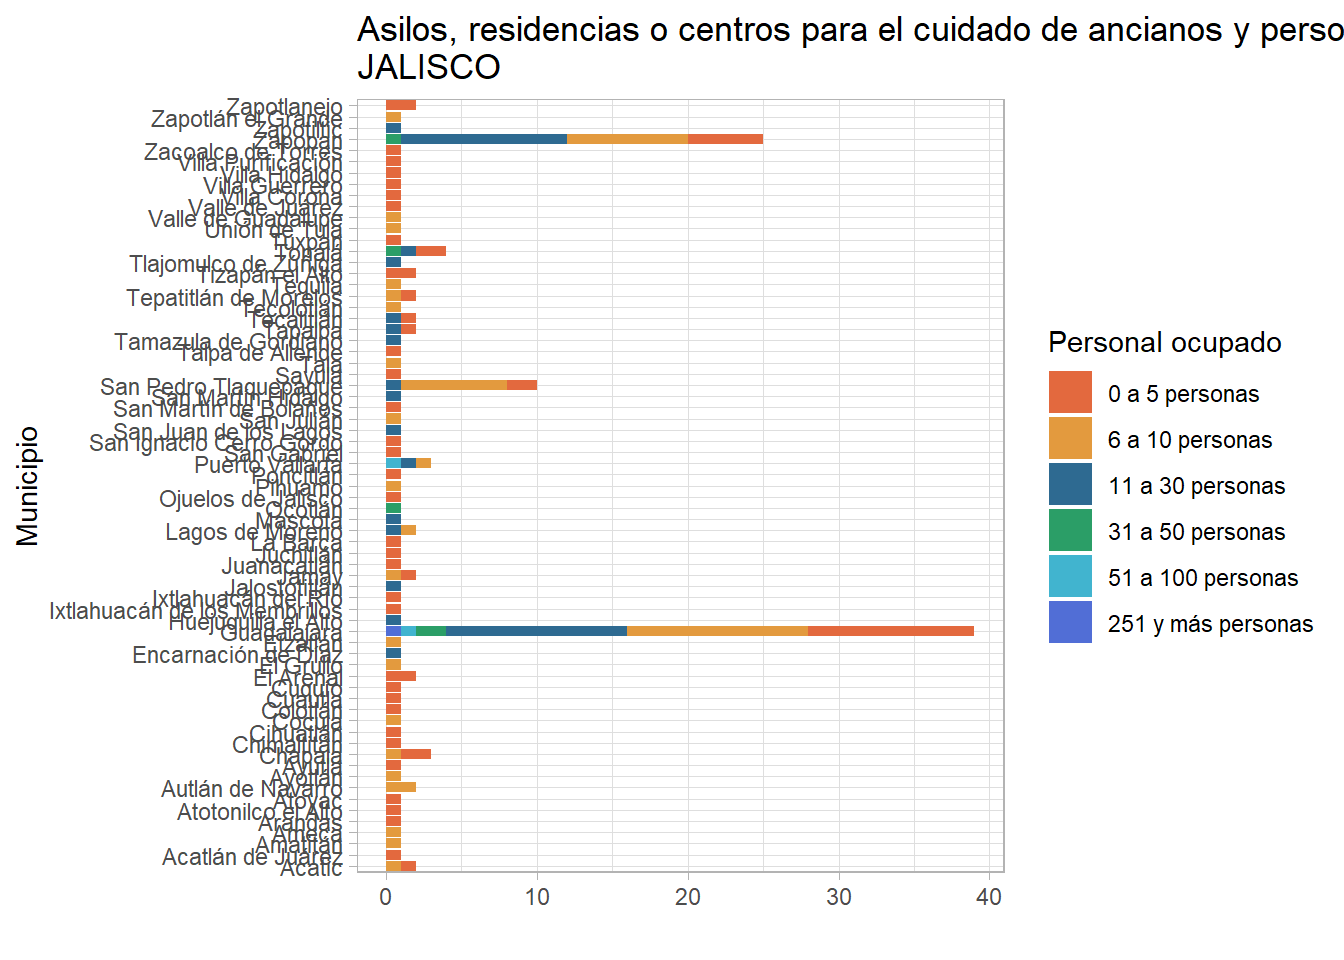 Asilos, residencias o centros para el cuidado de ancianos y perso
JALISCO
Municipio
Zapotlanejo
Zapotlán el Grande
Zapotiltic
Zapopan
Zacoalco de Torres
Villa Purificación
Villa Hidalgo
Villa Guerrero
Villa Corona
Valle de Juárez
Valle de Guadalupe
Unión de Tula
Tuxpan
Tonalá
Tlajomulco de Zúñiga
Tizapán el Alto
Tequila
Tepatitlán de Morelos
Tecolotlán
Tecalitlán
Tapalpa
Tamazula de Gordiano
Talpa de Allende
Tala
Sayula
San Pedro Tlaquepaque
San Martín Hidalgo
San Martín de Bolaños
San Julián
San Juan de los Lagos
San Ignacio Cerro Gordo
San Gabriel
Puerto Vallarta
Poncitlán
Pihuamo
Ojuelos de Jalisco
Ocotlán
Mascota
Lagos de Moreno
La Barca
Juchitlán
Juanacatlán
Jamay
Jalostotitlán
Ixtlahuacán del Río
Ixtlahuacán de los Membrillos
Huejuquilla el Alto
Guadalajara
Etzatlán
Encarnación de Díaz
El Grullo
El Arenal
Cuquío
Cuautla
Colotlán
Cocula
Cihuatlán
Chimaltitán
Chapala
Ayutla
Ayotlán
Autlán de Navarro
Atoyac
Atotonilco el Alto
Arandas
Ameca
Amatitán
Acatlán de Juárez
Acatic
0 10 20 30 40
Personal ocupado
0 a 5 personas
6 a 10 personas
11 a 30 personas
31 a 50 personas
51 a 100 personas
251 y más personas